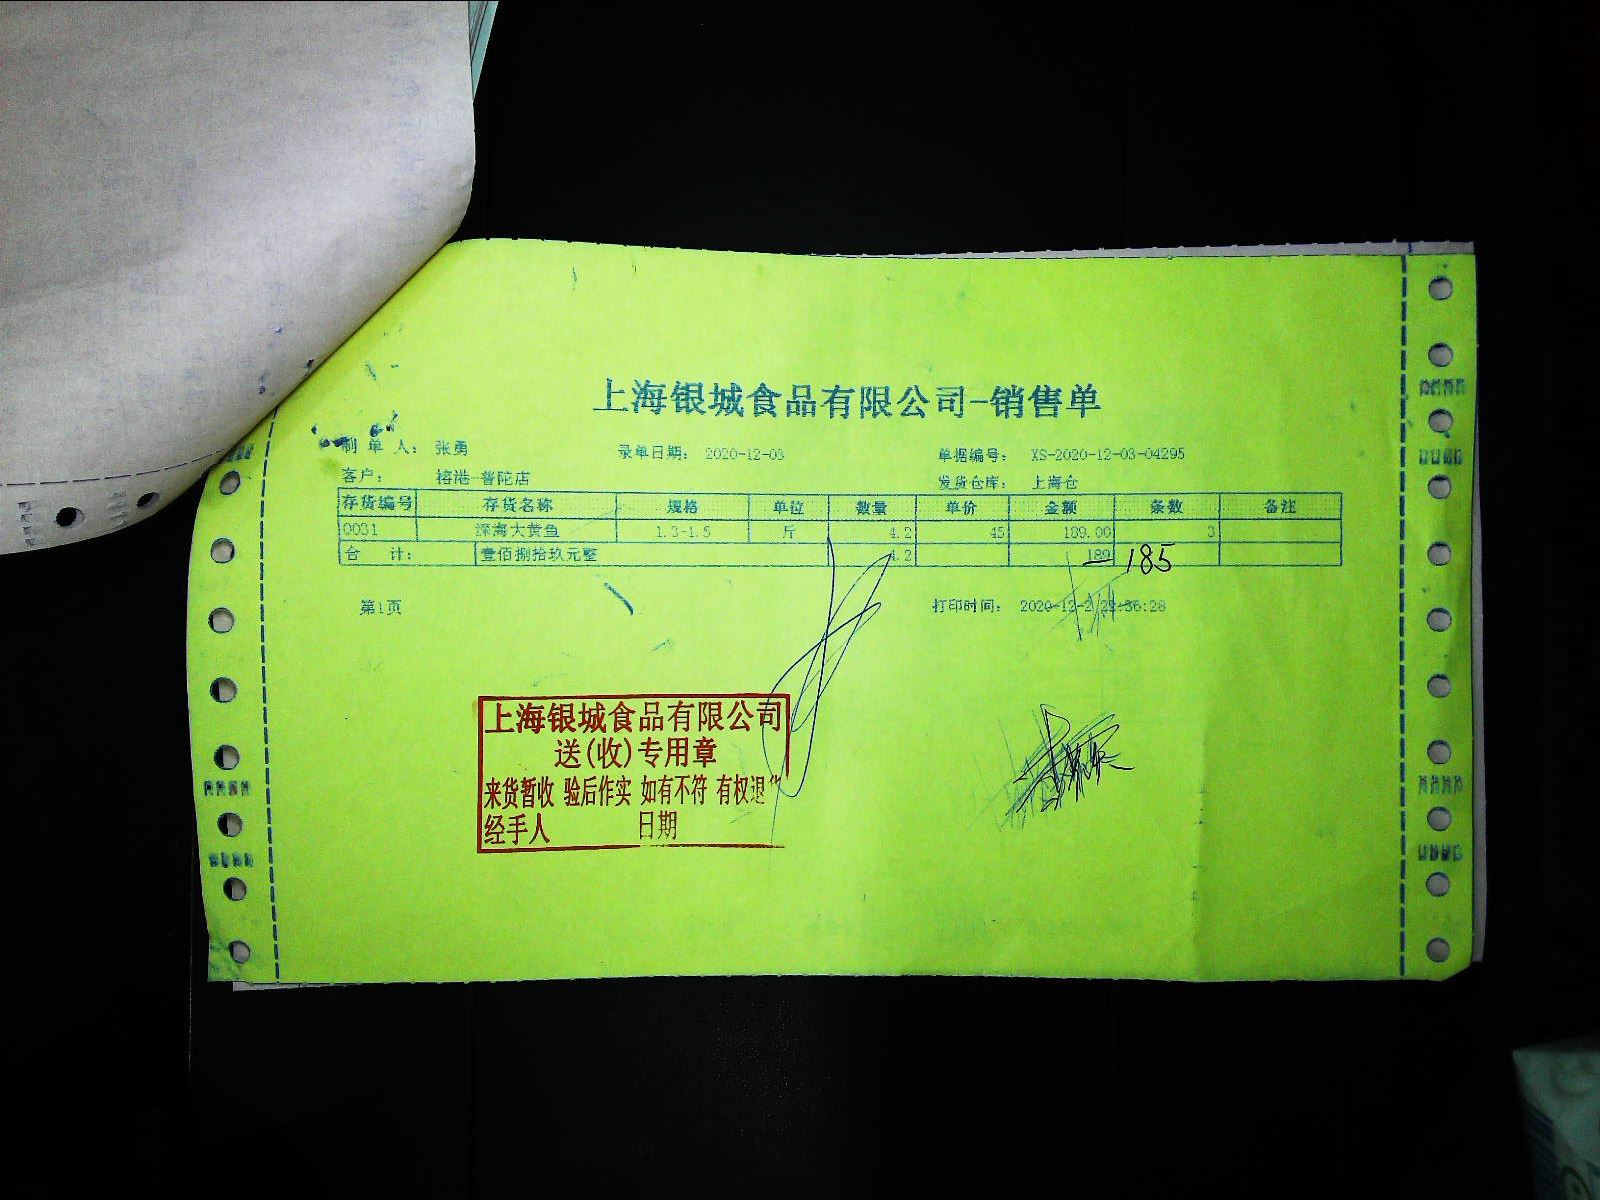 上海银城食品有限公司-销售单
制 单 人： 张勇 录单日期： 2020-12-03 单据编号： XS-2020-12-03-04295
客户： 榕港-普陀店 发货仓库： 上海仓
存货编号 存货名称 规格 单位 数量 单价 金额 条数 备注
0031 深海大黄鱼 1.3-1.5 斤 4.2 45 189.00 3
合 计： 壹佰捌拾玖元整 4.2 189 185
第1页 打印时间： 2020-12-2 22:36:28
上海银城食品有限公司
送(收)专用章
来货暂收 验后作实 如有不符 有权退货
经手人 日期